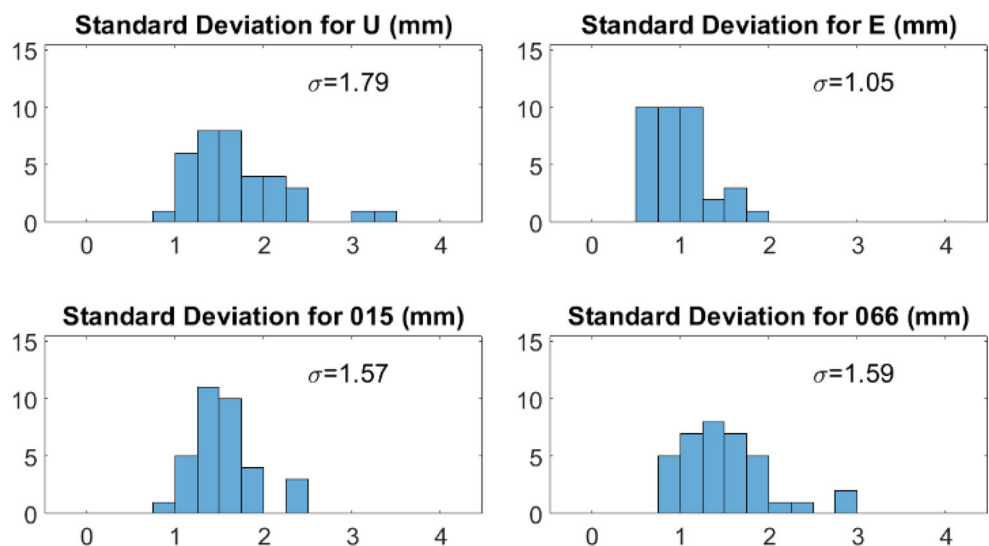 Standard Deviation for U (mm)
15
10
5
0
σ=1.79
0 1 2 3 4
Standard Deviation for E (mm)
15
10
5
0
σ=1.05
0 1 2 3 4
Standard Deviation for 015 (mm)
15
10
5
0
σ=1.57
0 1 2 3 4
Standard Deviation for 066 (mm)
15
10
5
0
σ=1.59
0 1 2 3 4